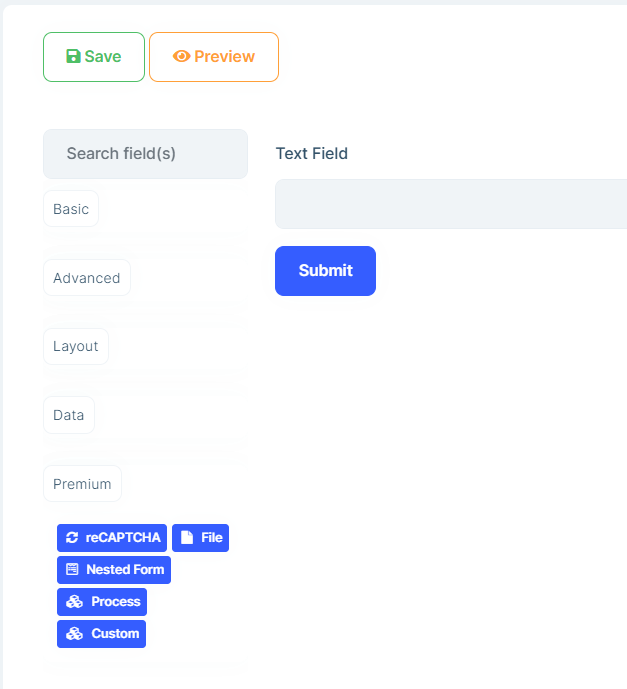 Save Preview
Search field(s)
Text Field
Basic
Submit
Advanced
Layout
Data
Premium
reCAPTCHA File
Nested Form
Process
Custom